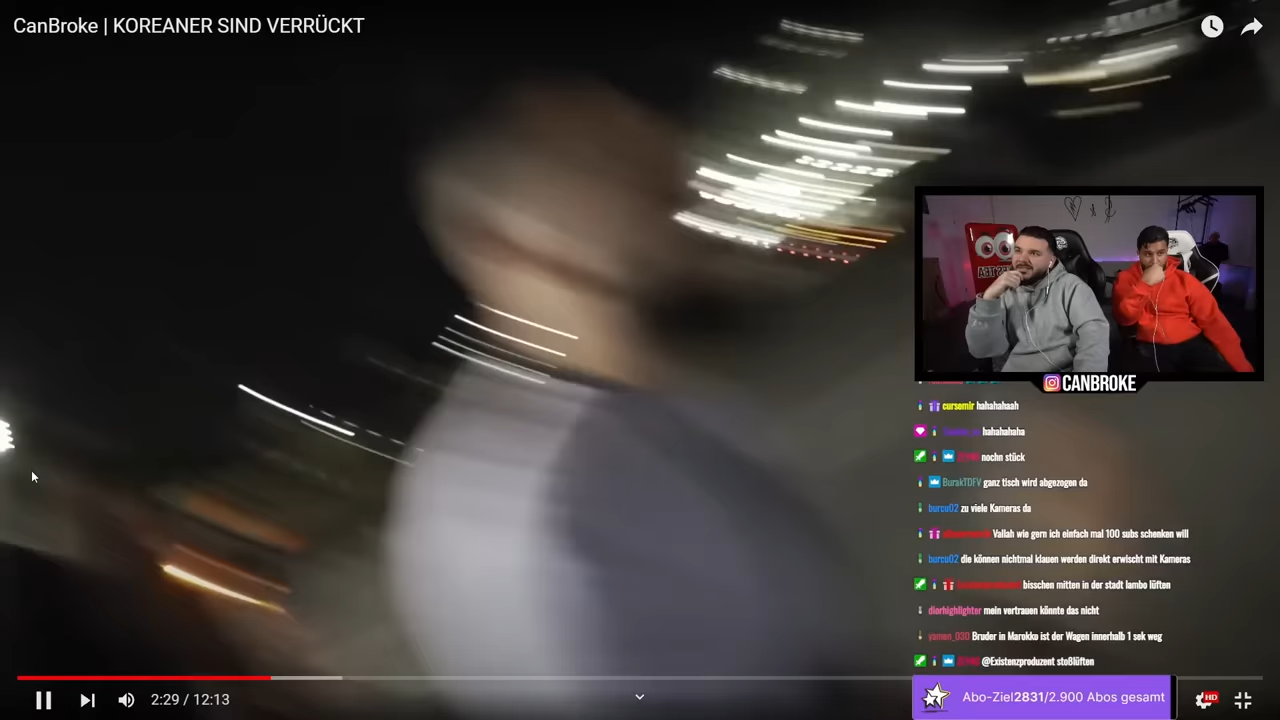 CanBroke | KOREANER SIND VERRÜCKT
CANBROKE
cursemir hahahahaah
hahahahaha
nochn stück
BurakTDFV ganz tisch wird abgezogen da
burcu02 zu viele Kameras da
Vallah wie gern ich einfach mal 100 subs schenken will
burcu02 die können nichtmal klauen werden direkt erwischt mit Kameras
bisschen mitten in der stadt lambo lüften
diorhighlighter mein vertrauen könnte das nicht
yamen_030 Bruder in Marokko ist der Wagen innerhalb 1 sek weg
@Existenzproduzent stoßlüften
2:29 / 12:13
Abo-Ziel2831/2.900 Abos gesamt
HD